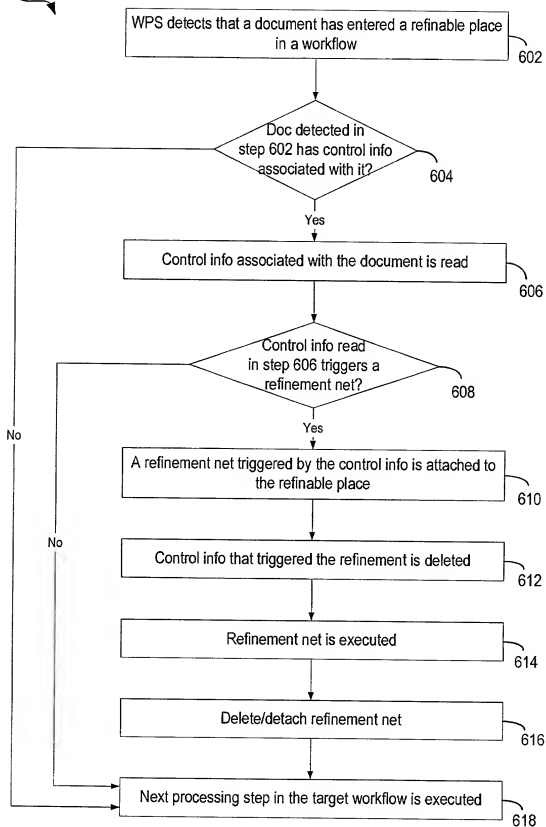 WPS detects that a document has entered a refinable place
in a workflow
602
Doc detected in
step 602 has control info
associated with it?
604
Yes
Control info associated with the document is read
606
Control info read
in step 606 triggers a
refinement net?
608
No
Yes
A refinement net triggered by the control info is attached to
the refinable place
610
No
Control info that triggered the refinement is deleted
612
Refinement net is executed
614
Delete/detach refinement net
616
Next processing step in the target workflow is executed
618